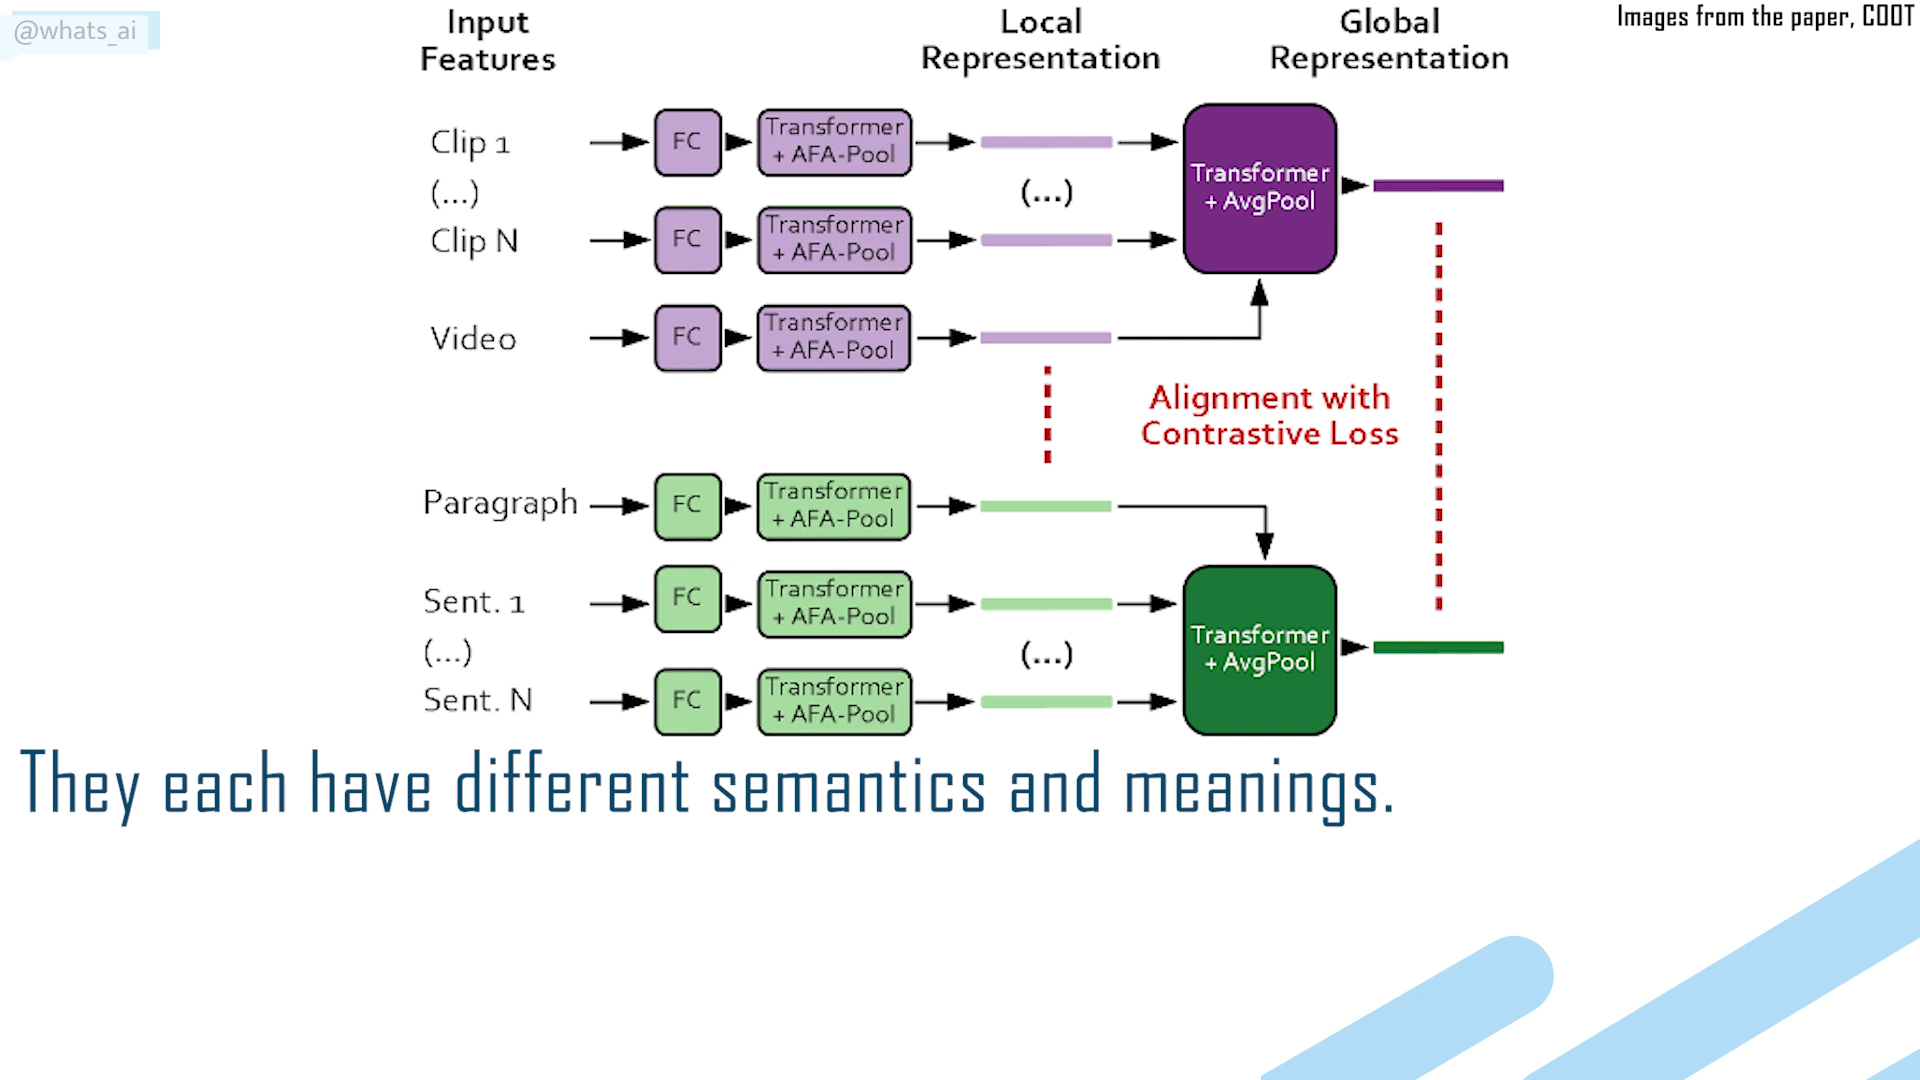 @whats_ai
Images from the paper, COOT
Input
Features
Local
Representation
Global
Representation
Clip 1
FC
Transformer
+ AFA-Pool
(...)
(...)
Clip N
FC
Transformer
+ AFA-Pool
Transformer
+ AvgPool
Video
FC
Transformer
+ AFA-Pool
Alignment with
Contrastive Loss
Paragraph
FC
Transformer
+ AFA-Pool
Sent. 1
FC
Transformer
+ AFA-Pool
(...)
(...)
Sent. N
FC
Transformer
+ AFA-Pool
Transformer
+ AvgPool
They each have different semantics and meanings.